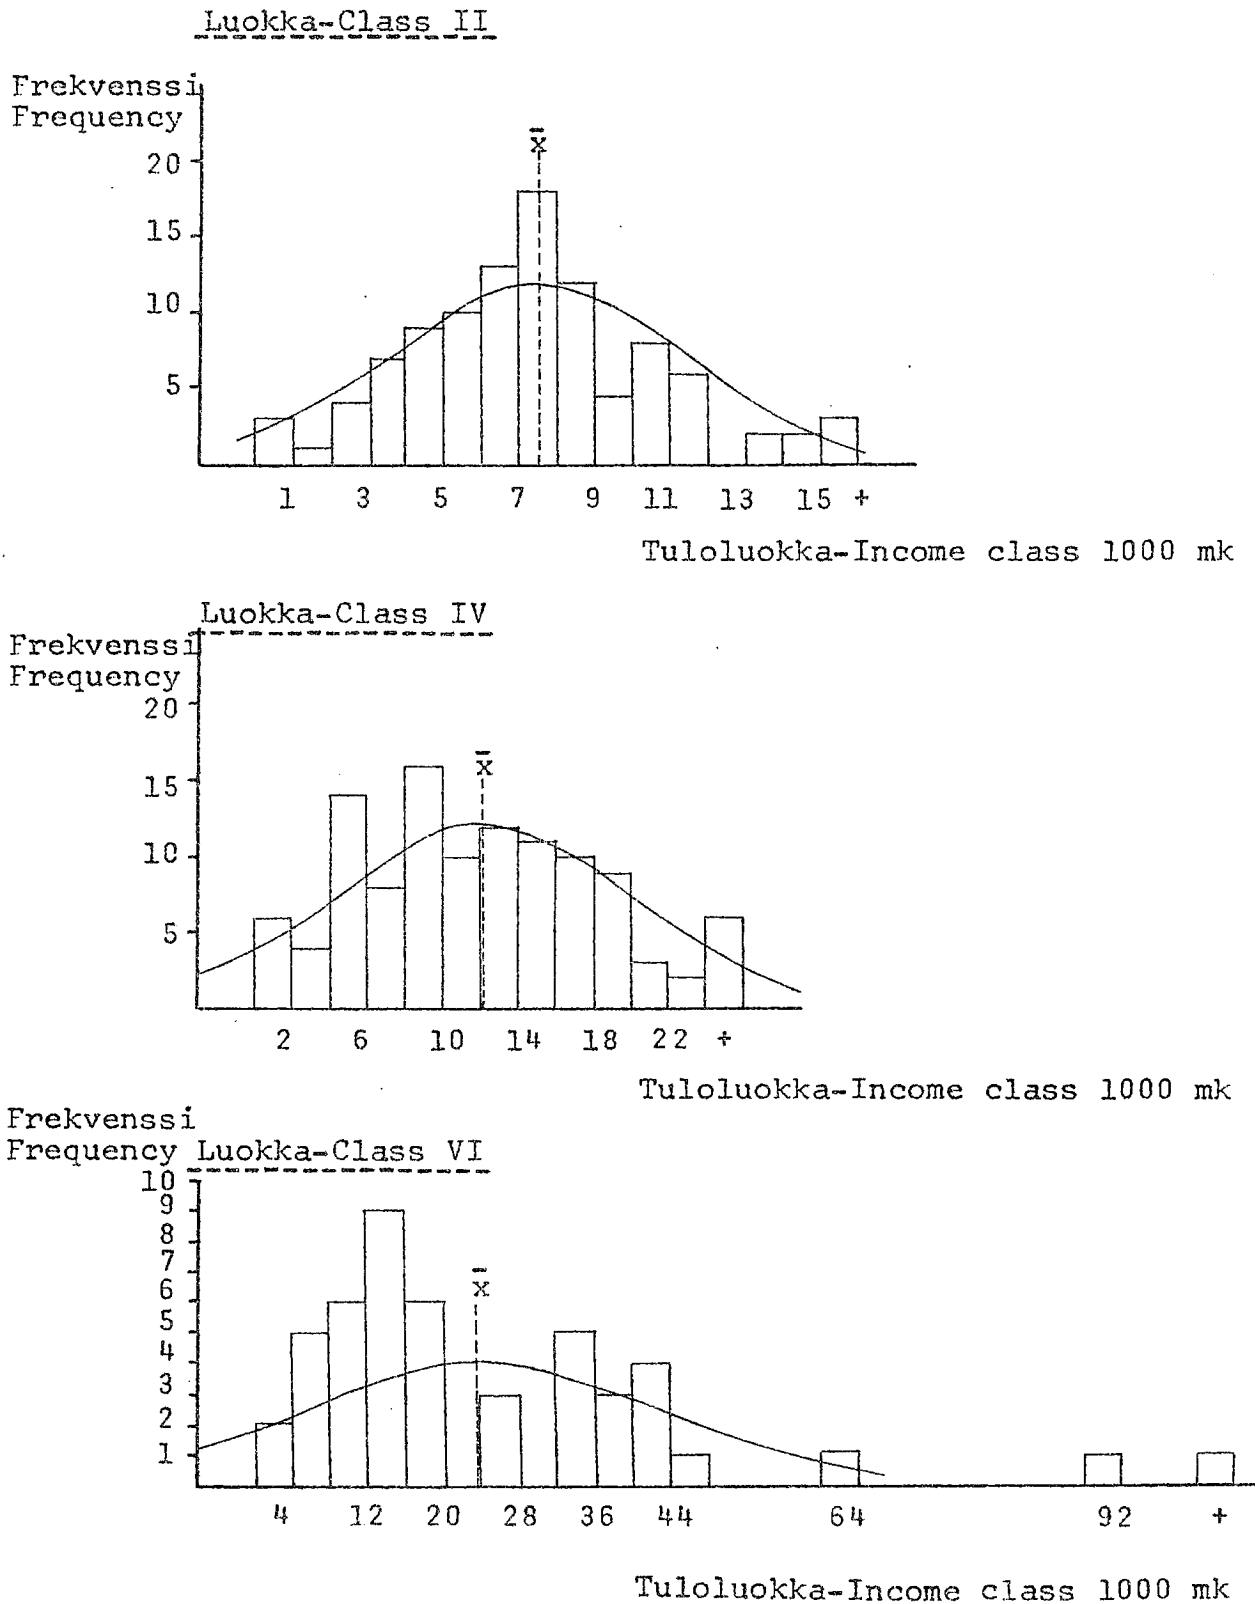 Luokka-Class II
Frekvenssi
Frequency
x̄
20
15
10
5
1 3 5 7 9 11 13 15 +
Tuloluokka-Income class 1000 mk
Luokka-Class IV
Frekvenssi
Frequency
20
x̄
15
10
5
2 6 10 14 18 22 +
Tuloluokka-Income class 1000 mk
Frekvenssi
Frequency Luokka-Class VI
10
9
8
7
x̄
6
5
4
3
2
1
4 12 20 28 36 44 64 92 +
Tuloluokka-Income class 1000 mk